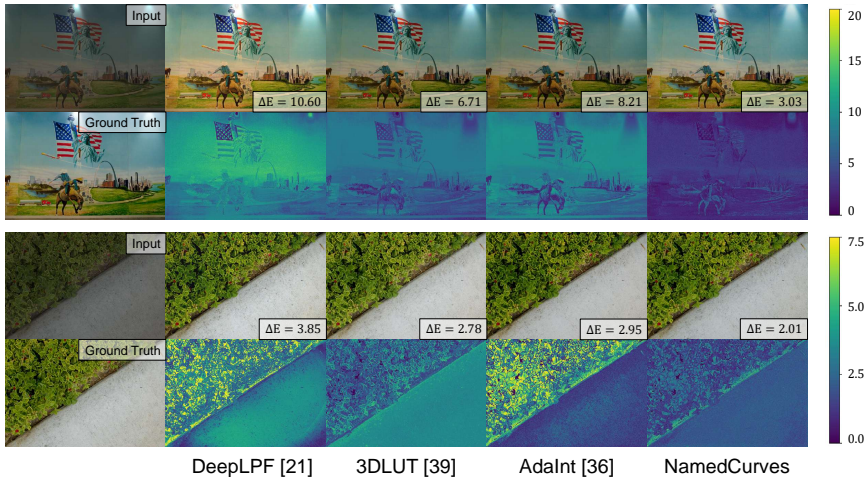 Input
20
15
10
5
0
ΔE = 10.60
ΔE = 6.71
ΔE = 8.21
ΔE = 3.03
Ground Truth
Input
7.5
5.0
2.5
0.0
ΔE = 3.85
ΔE = 2.78
ΔE = 2.95
ΔE = 2.01
Ground Truth
DeepLPF [21] 3DLUT [39] AdaInt [36] NamedCurves